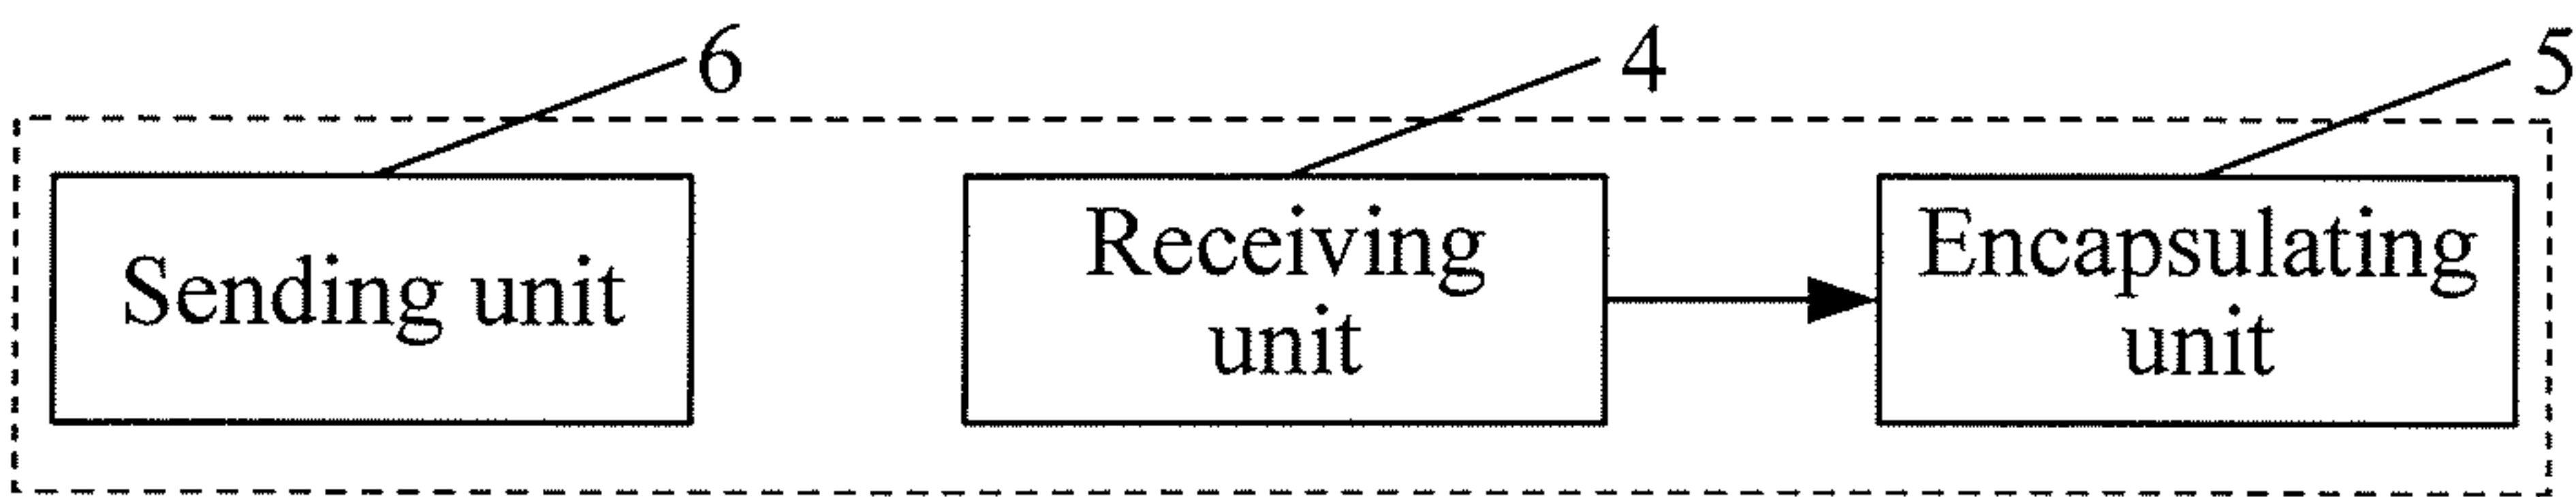 6
4
5
Sending unit
Receiving
unit
Encapsulating
unit